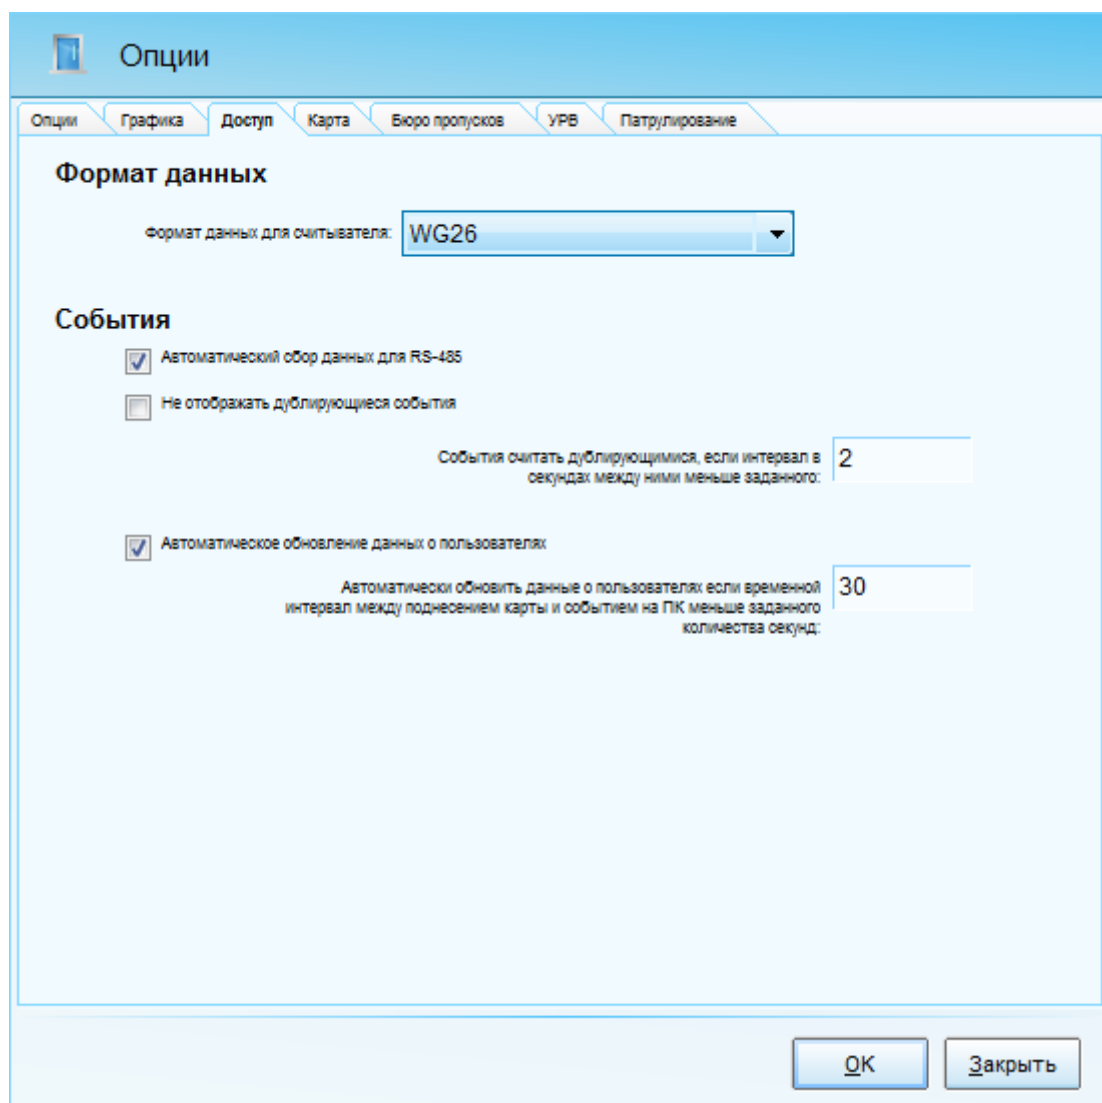 Опции
Опции Графика Доступ Карта Бюро пропусков УРВ Патрулирование
Формат данных
Формат данных для считывателя: WG26
События
Автоматический сбор данных для RS-485
Не отображать дублирующиеся события
События считать дублирующимися, если интервал в
секундах между ними меньше заданного:
2
Автоматическое обновление данных о пользователях
Автоматически обновить данные о пользователях если временной
интервал между поднесением карты и событием на ПК меньше заданного
количества секунд:
30
OK Закрыть